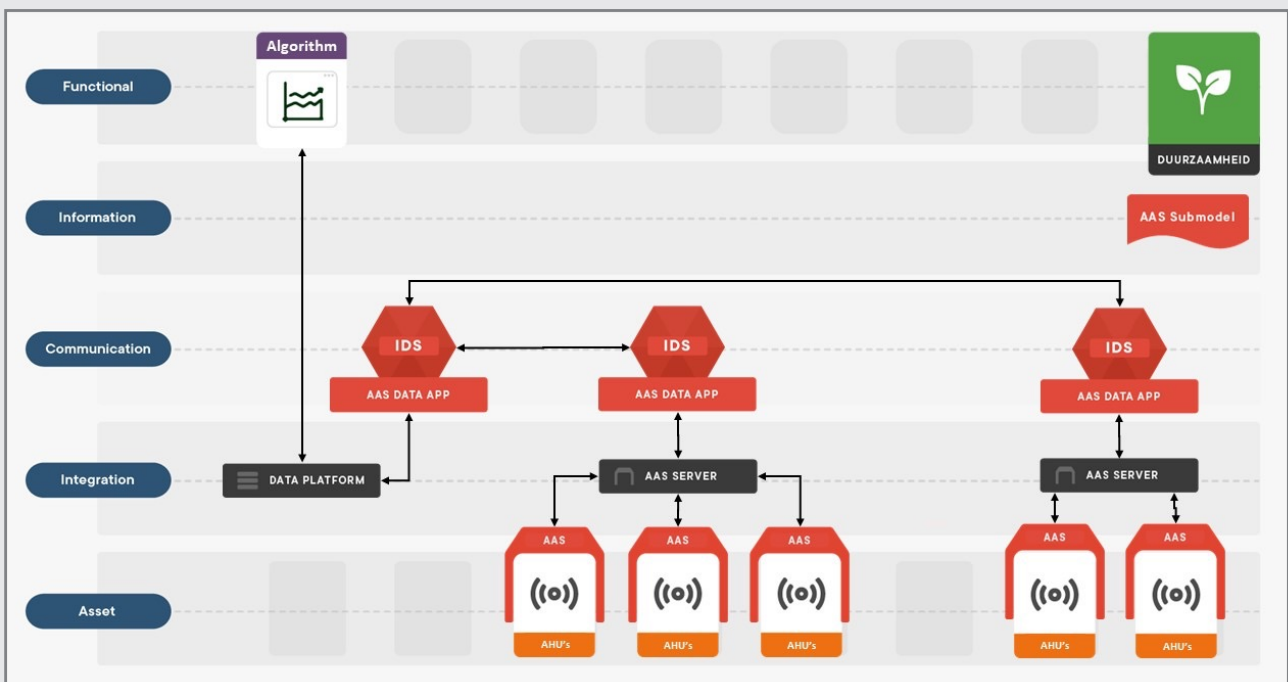 Algorithm
Functional
DUURZAAMHEID
Information
AAS Submodel
Communication
IDS
IDS
IDS
AAS DATA APP
AAS DATA APP
AAS DATA APP
Integration
DATA PLATFORM
AAS SERVER
AAS SERVER
AAS
AAS
AAS
AAS
AAS
Asset
AHU's
AHU's
AHU's
AHU's
AHU's